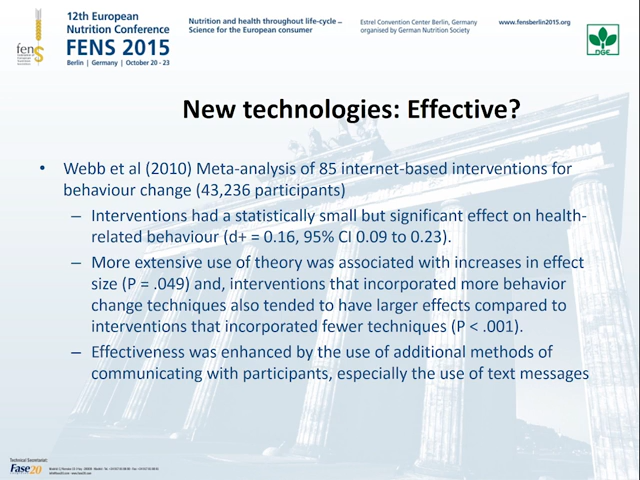 12th European
Nutrition Conference
FENS 2015
Berlin | Germany | October 20 - 23
Nutrition and health throughout life-cycle –
Science for the European consumer
Estrel Convention Center Berlin, Germany
organised by German Nutrition Society
www.fensberlin2015.org
fens
DGE
New technologies: Effective?
• Webb et al (2010) Meta-analysis of 85 internet-based interventions for
behaviour change (43,236 participants)
– Interventions had a statistically small but significant effect on health-
related behaviour (d+ = 0.16, 95% CI 0.09 to 0.23).
– More extensive use of theory was associated with increases in effect
size (P = .049) and, interventions that incorporated more behavior
change techniques also tended to have larger effects compared to
interventions that incorporated fewer techniques (P < .001).
– Effectiveness was enhanced by the use of additional methods of
communicating with participants, especially the use of text messages
Technical Secretariat:
Fase20